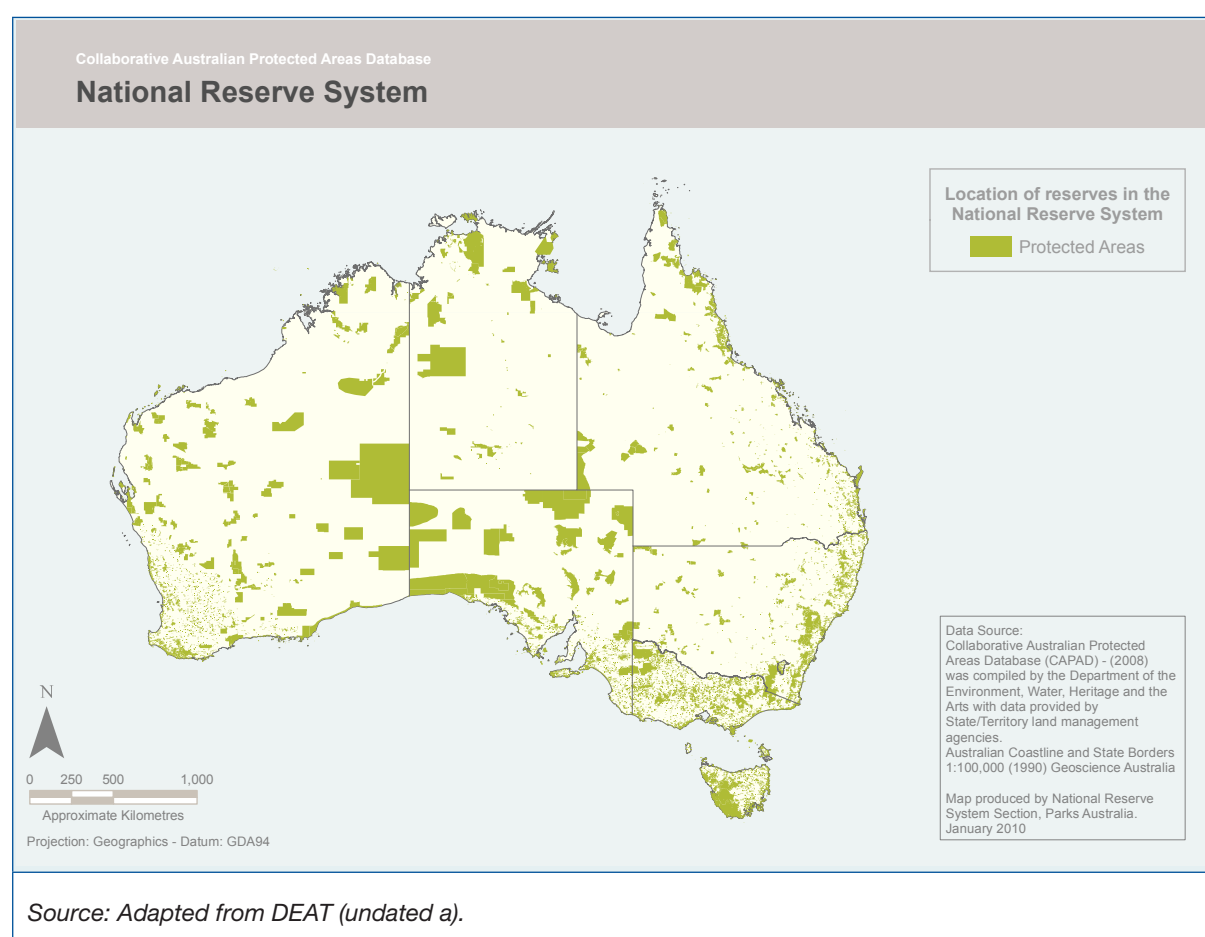 Collaborative Australian Protected Areas Database
National Reserve System
Location of reserves in the
National Reserve System
Protected Areas
Data Source:
Collaborative Australian Protected
Areas Database (CAPAD) - (2008)
was compiled by the Department of the
Environment, Water, Heritage and the
Arts with data provided by
State/Territory land management
agencies.
Australian Coastline and State Borders
1:100,000 (1990) Geoscience Australia
Map produced by National Reserve
System Section, Parks Australia.
January 2010
N
0 250 500 1,000
Approximate Kilometres
Projection: Geographics - Datum: GDA94
Source: Adapted from DEAT (undated a).